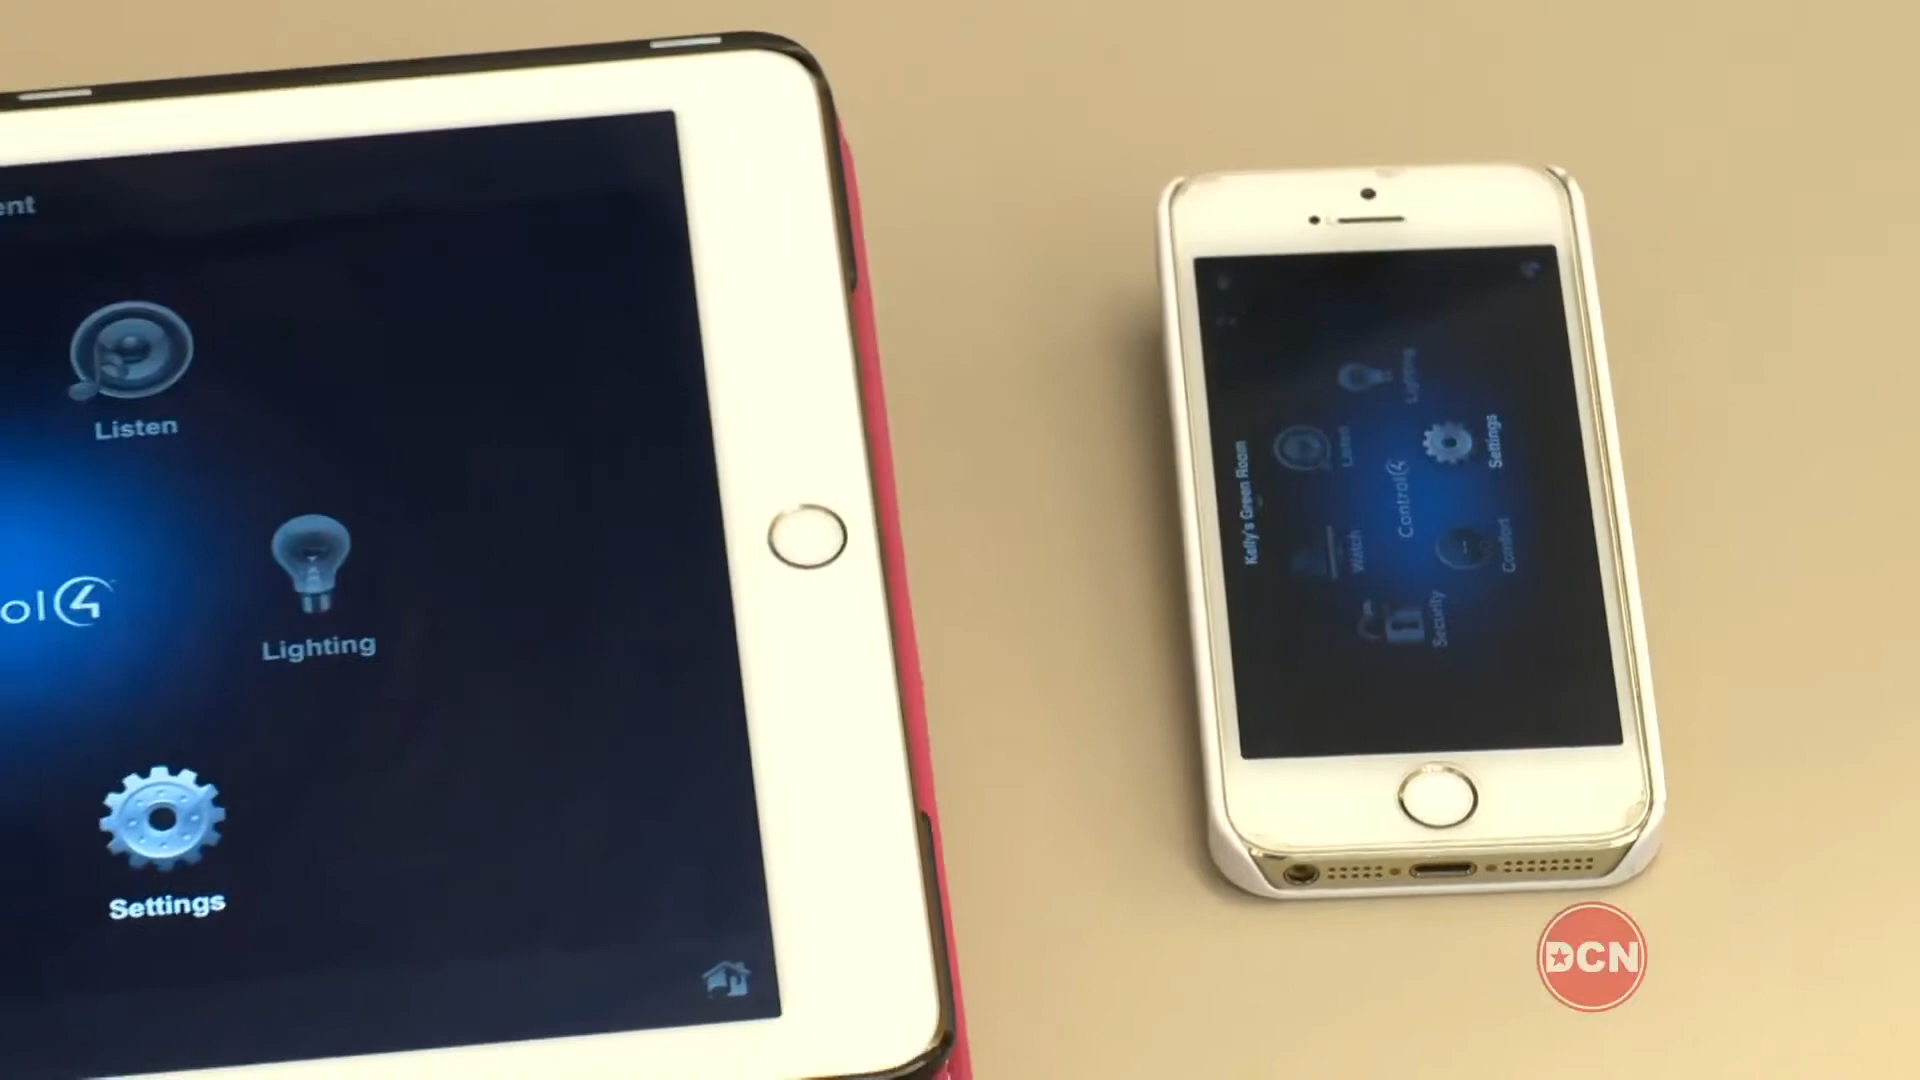 ent
Listen
ol4
Lighting
Settings
Kelly's Green Room
Watch
Listen
Lighting
Control4
Security
Comfort
Settings
DCN